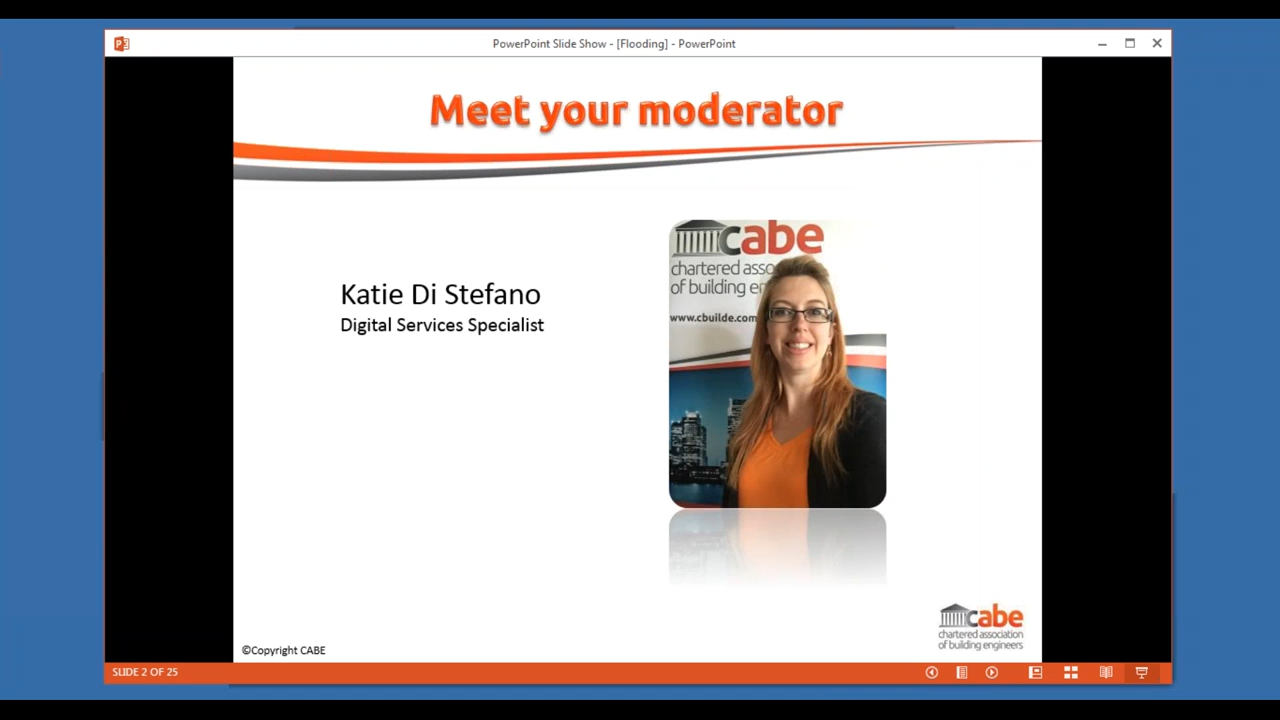 PowerPoint Slide Show - [Flooding] - PowerPoint
Meet your moderator
cabe
chartered asso
of building e
www.cbuilde.com
Katie Di Stefano
Digital Services Specialist
cabe
chartered association
of building engineers
©Copyright CABE
SLIDE 2 OF 25